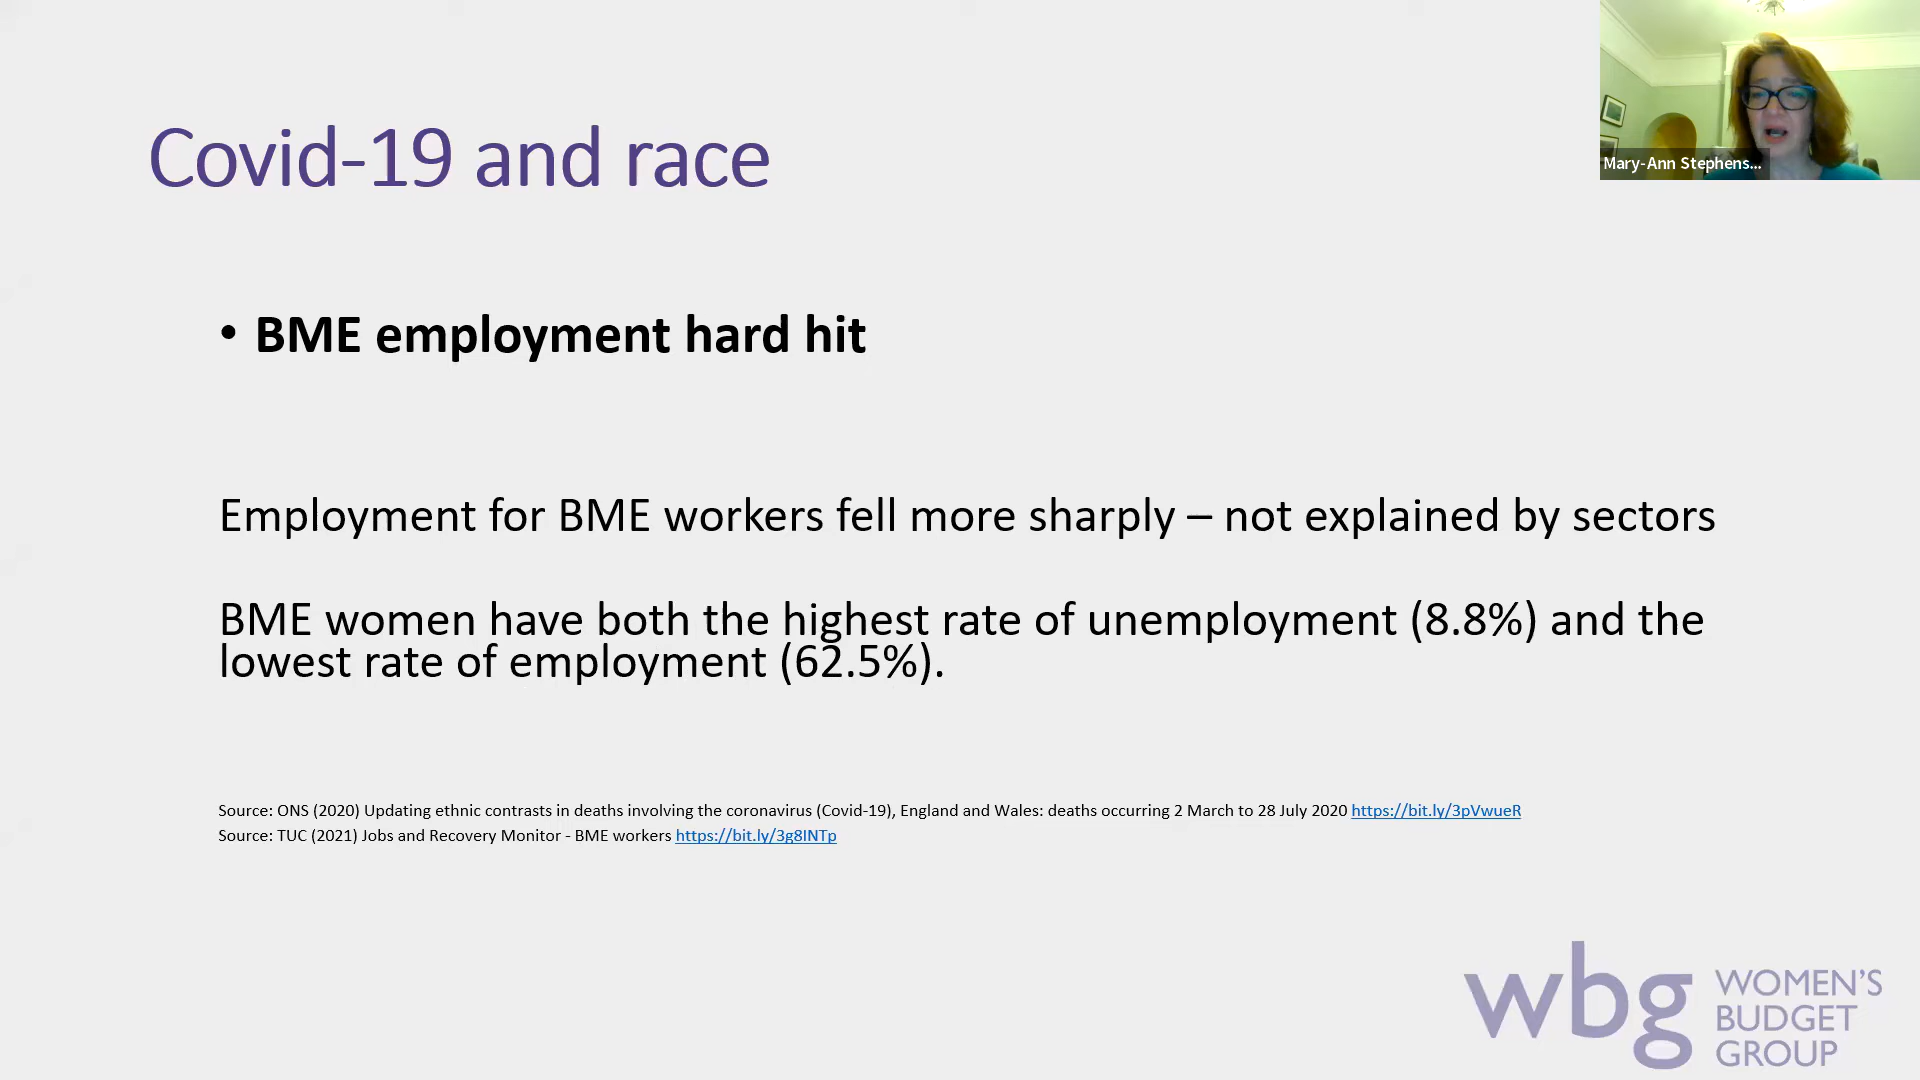 Covid-19 and race
Mary-Ann Stephens...
• BME employment hard hit
Employment for BME workers fell more sharply – not explained by sectors
BME women have both the highest rate of unemployment (8.8%) and the
lowest rate of employment (62.5%).
Source: ONS (2020) Updating ethnic contrasts in deaths involving the coronavirus (Covid-19), England and Wales: deaths occurring 2 March to 28 July 2020 https://bit.ly/3pVwueR
Source: TUC (2021) Jobs and Recovery Monitor - BME workers https://bit.ly/3g8INTp
wbg
WOMEN'S
BUDGET
GROUP